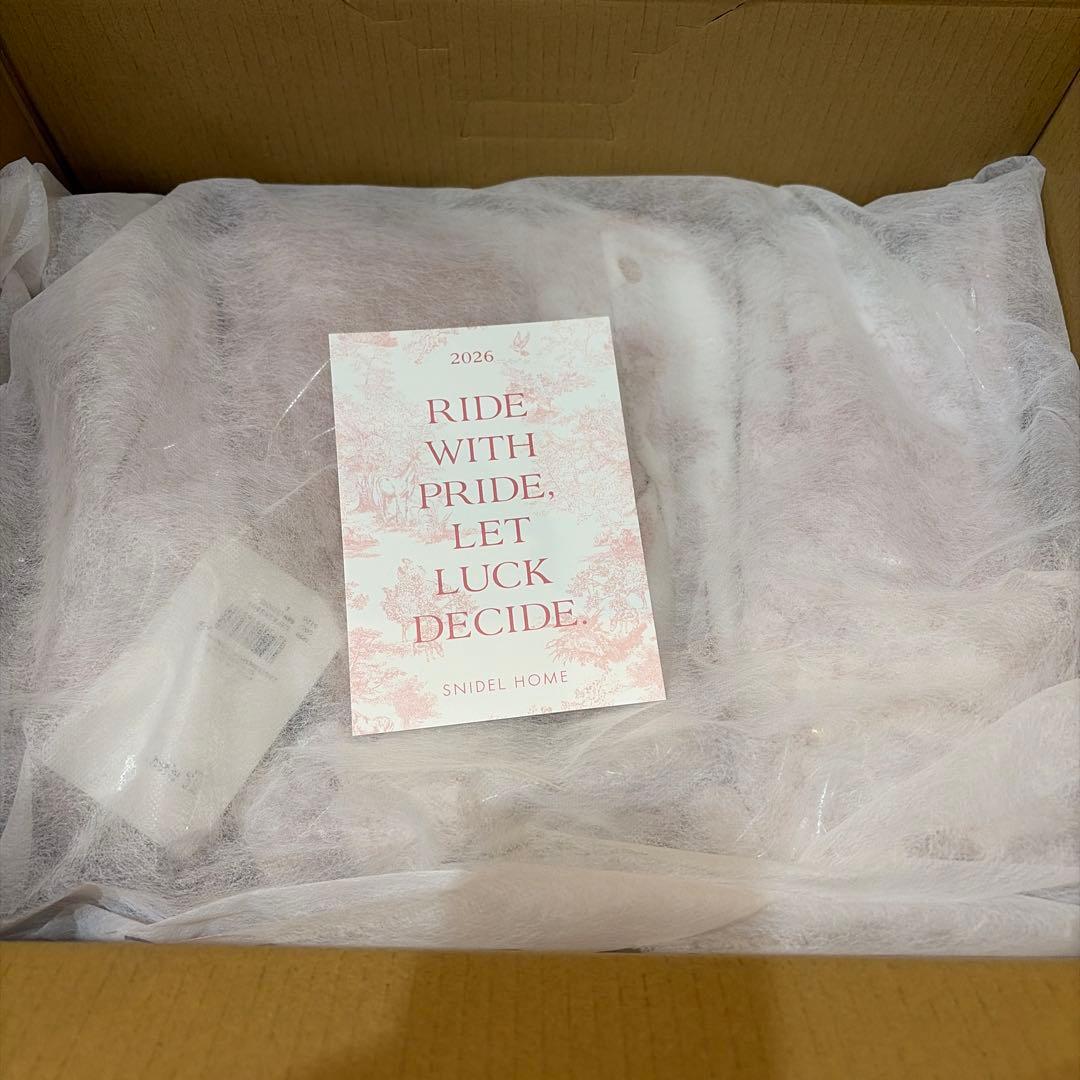 2026
RIDE
WITH
PRIDE,
LET
LUCK
DECIDE.
SNIDEL HOME